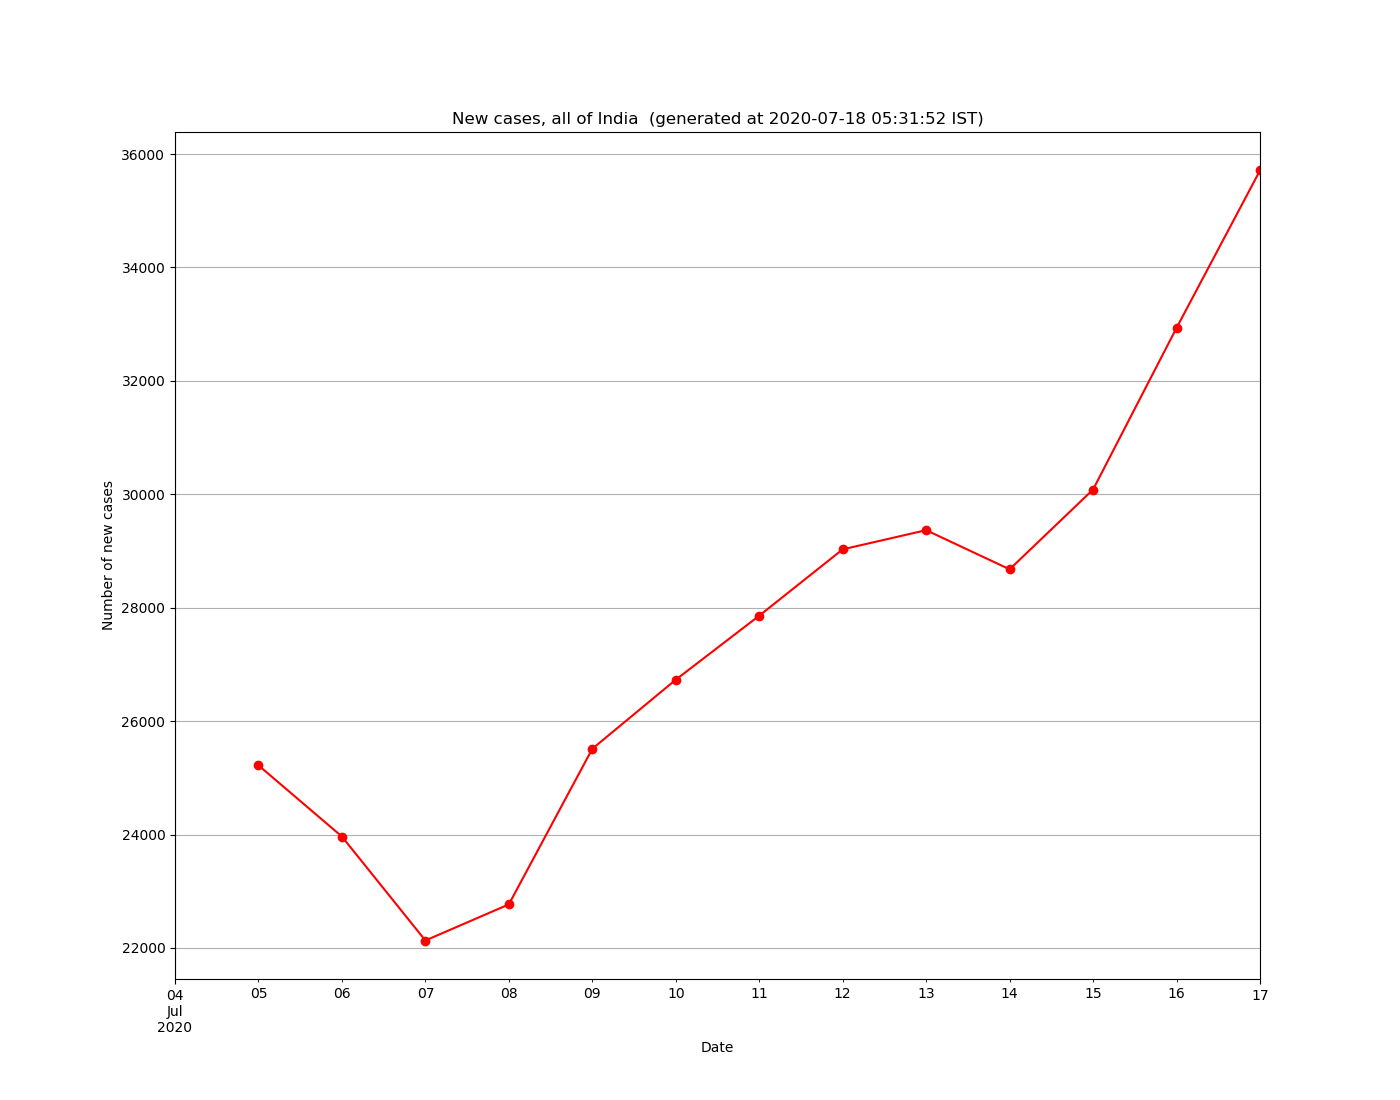 New cases, all of India  (generated at 2020-07-18 05:31:52 IST)
36000
34000
32000
30000
28000
26000
24000
22000
Number of new cases
04 05 06 07 08 09 10 11 12 13 14 15 16 17
Jul
2020
Date